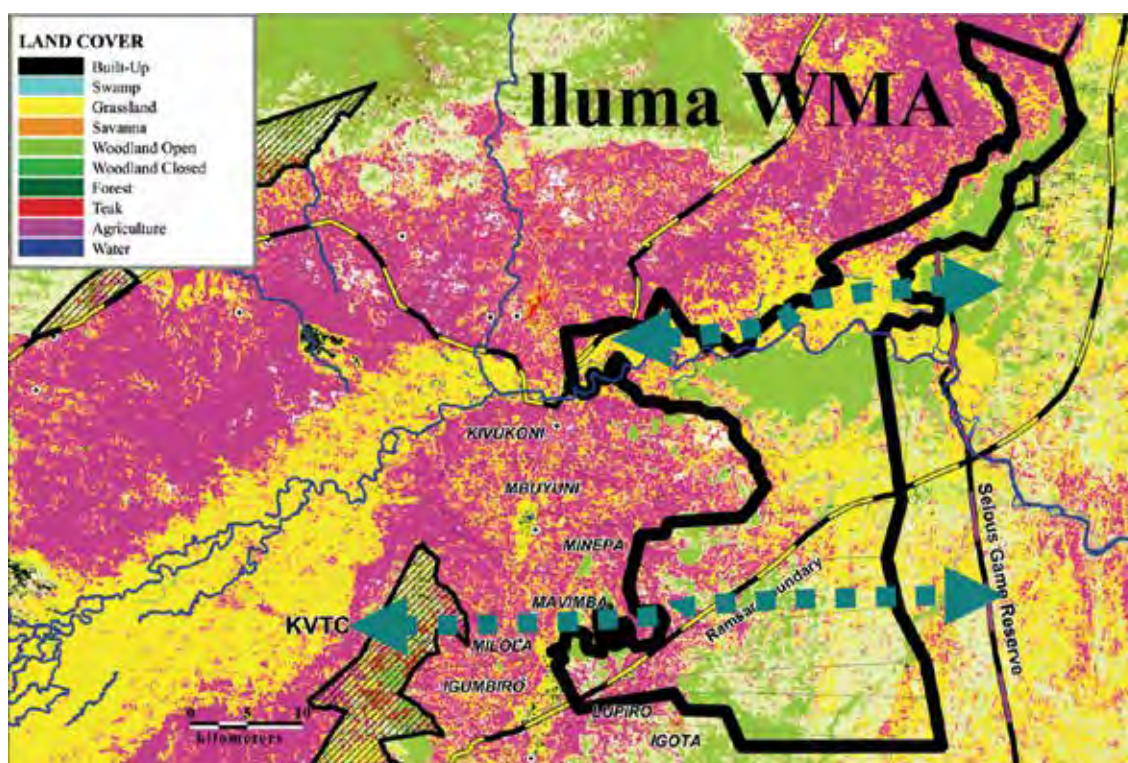 LAND COVER
Built-Up
Swamp
Grassland
Savanna
Woodland Open
Woodland Closed
Forest
Teak
Agriculture
Water
Iluma WMA
KIVUKONI
MBUYUNI
MINEPA
MAVIMBA
KVTC
MILOLA
IGUMBIRO
LUPIRO
IGOTA
Ramsar Boundary
Selous Game Reserve
0 5 10
kilometers